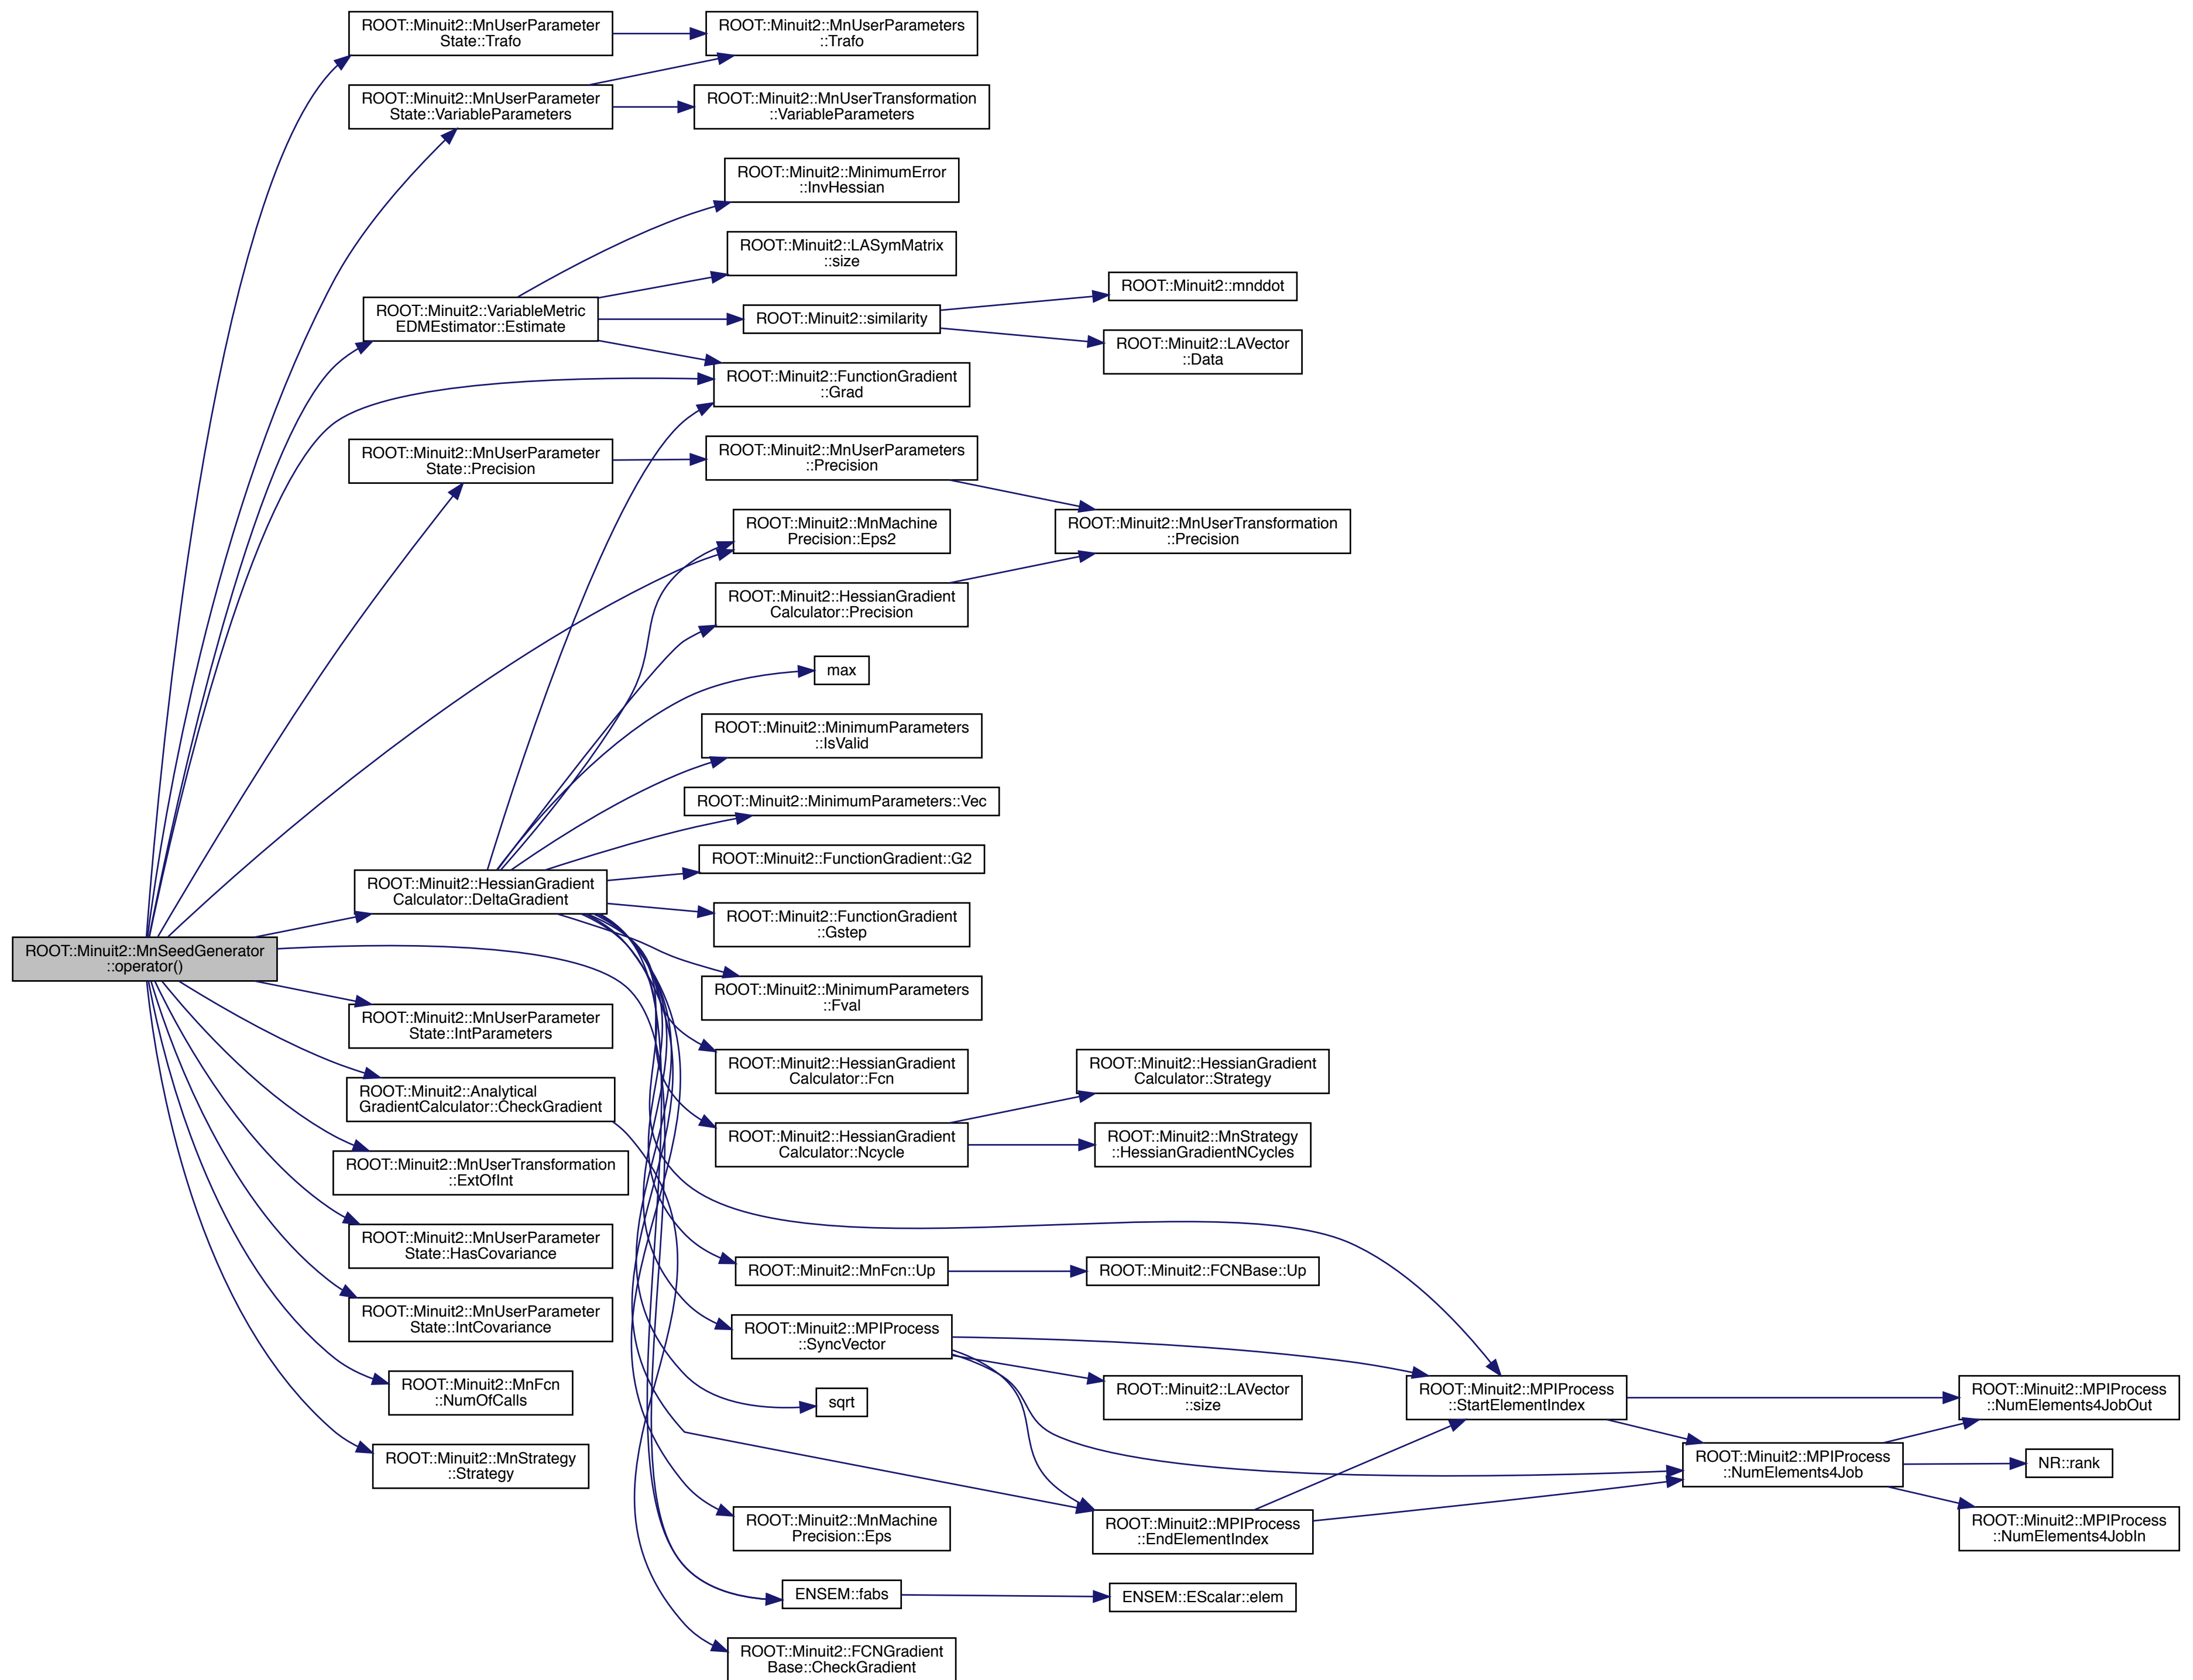 ROOT::Minuit2::MnUserParameter
State::Trafo
ROOT::Minuit2::MnUserParameters
::Trafo
ROOT::Minuit2::MnUserParameter
State::VariableParameters
ROOT::Minuit2::MnUserTransformation
::VariableParameters
ROOT::Minuit2::MinimumError
::InvHessian
ROOT::Minuit2::LASymMatrix
::size
ROOT::Minuit2::mnddot
ROOT::Minuit2::VariableMetric
EDMEstimator::Estimate
ROOT::Minuit2::similarity
ROOT::Minuit2::LAVector
::Data
ROOT::Minuit2::FunctionGradient
::Grad
ROOT::Minuit2::MnUserParameter
State::Precision
ROOT::Minuit2::MnUserParameters
::Precision
ROOT::Minuit2::MnMachine
Precision::Eps2
ROOT::Minuit2::MnUserTransformation
::Precision
ROOT::Minuit2::HessianGradient
Calculator::Precision
max
ROOT::Minuit2::MinimumParameters
::IsValid
ROOT::Minuit2::MinimumParameters::Vec
ROOT::Minuit2::FunctionGradient::G2
ROOT::Minuit2::HessianGradient
Calculator::DeltaGradient
ROOT::Minuit2::FunctionGradient
::Gstep
ROOT::Minuit2::MnSeedGenerator
::operator()
ROOT::Minuit2::MinimumParameters
::Fval
ROOT::Minuit2::MnUserParameter
State::IntParameters
ROOT::Minuit2::HessianGradient
Calculator::Fcn
ROOT::Minuit2::HessianGradient
Calculator::Strategy
ROOT::Minuit2::Analytical
GradientCalculator::CheckGradient
ROOT::Minuit2::HessianGradient
Calculator::Ncycle
ROOT::Minuit2::MnStrategy
::HessianGradientNCycles
ROOT::Minuit2::MnUserTransformation
::ExtOfInt
ROOT::Minuit2::MnUserParameter
State::HasCovariance
ROOT::Minuit2::MnFcn::Up
ROOT::Minuit2::FCNBase::Up
ROOT::Minuit2::MnUserParameter
State::IntCovariance
ROOT::Minuit2::MPIProcess
::SyncVector
ROOT::Minuit2::MnFcn
::NumOfCalls
sqrt
ROOT::Minuit2::LAVector
::size
ROOT::Minuit2::MPIProcess
::StartElementIndex
ROOT::Minuit2::MPIProcess
::NumElements4JobOut
ROOT::Minuit2::MnStrategy
::Strategy
ROOT::Minuit2::MPIProcess
::NumElements4Job
NR::rank
ROOT::Minuit2::MnMachine
Precision::Eps
ROOT::Minuit2::MPIProcess
::EndElementIndex
ROOT::Minuit2::MPIProcess
::NumElements4JobIn
ENSEM::fabs
ENSEM::EScalar::elem
ROOT::Minuit2::FCNGradient
Base::CheckGradient